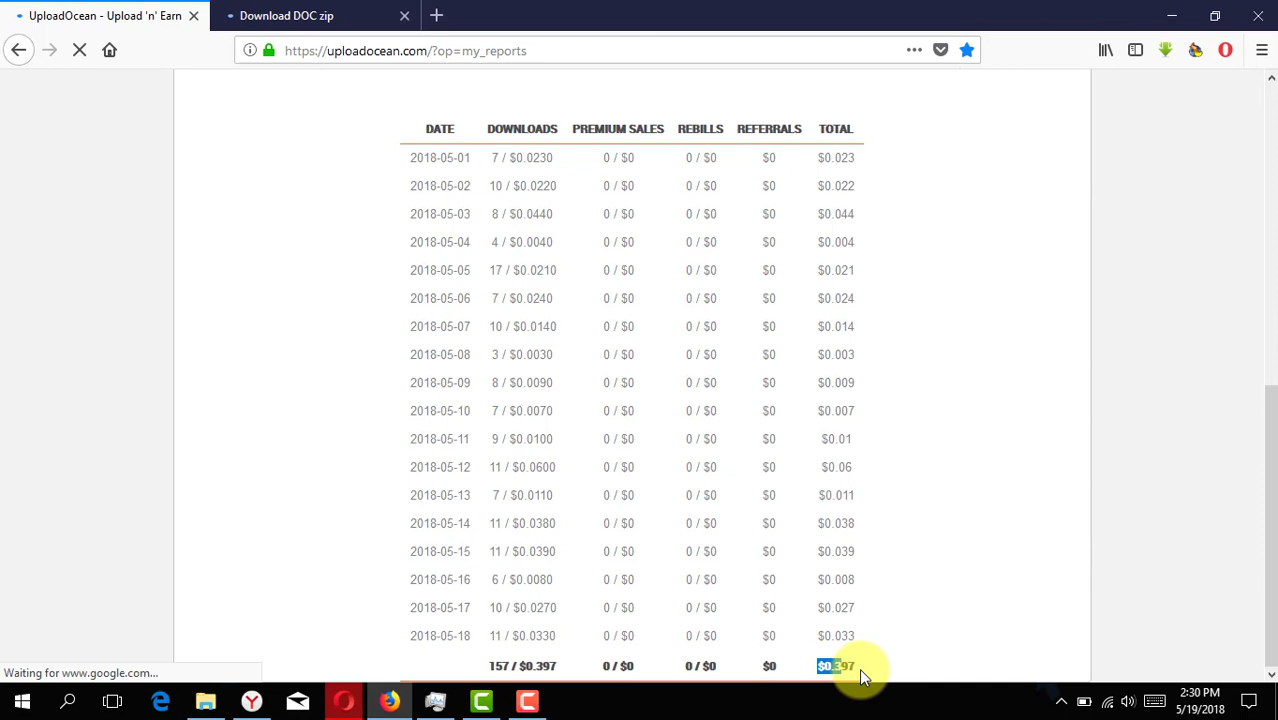 UploadOcean - Upload 'n' Earn
Download DOC zip
https://uploadocean.com/?op=my_reports
DATE DOWNLOADS PREMIUM SALES REBILLS REFERRALS TOTAL
2018-05-01 7 / $0.0230 0 / $0 0 / $0 $0 $0.023
2018-05-02 10 / $0.0220 0 / $0 0 / $0 $0 $0.022
2018-05-03 8 / $0.0440 0 / $0 0 / $0 $0 $0.044
2018-05-04 4 / $0.0040 0 / $0 0 / $0 $0 $0.004
2018-05-05 17 / $0.0210 0 / $0 0 / $0 $0 $0.021
2018-05-06 7 / $0.0240 0 / $0 0 / $0 $0 $0.024
2018-05-07 10 / $0.0140 0 / $0 0 / $0 $0 $0.014
2018-05-08 3 / $0.0030 0 / $0 0 / $0 $0 $0.003
2018-05-09 8 / $0.0090 0 / $0 0 / $0 $0 $0.009
2018-05-10 7 / $0.0070 0 / $0 0 / $0 $0 $0.007
2018-05-11 9 / $0.0100 0 / $0 0 / $0 $0 $0.01
2018-05-12 11 / $0.0600 0 / $0 0 / $0 $0 $0.06
2018-05-13 7 / $0.0110 0 / $0 0 / $0 $0 $0.011
2018-05-14 11 / $0.0380 0 / $0 0 / $0 $0 $0.038
2018-05-15 11 / $0.0390 0 / $0 0 / $0 $0 $0.039
2018-05-16 6 / $0.0080 0 / $0 0 / $0 $0 $0.008
2018-05-17 10 / $0.0270 0 / $0 0 / $0 $0 $0.027
2018-05-18 11 / $0.0330 0 / $0 0 / $0 $0 $0.033
157 / $0.397 0 / $0 0 / $0 $0 $0.397
Waiting for www.google.com...
2:30 PM
5/19/2018